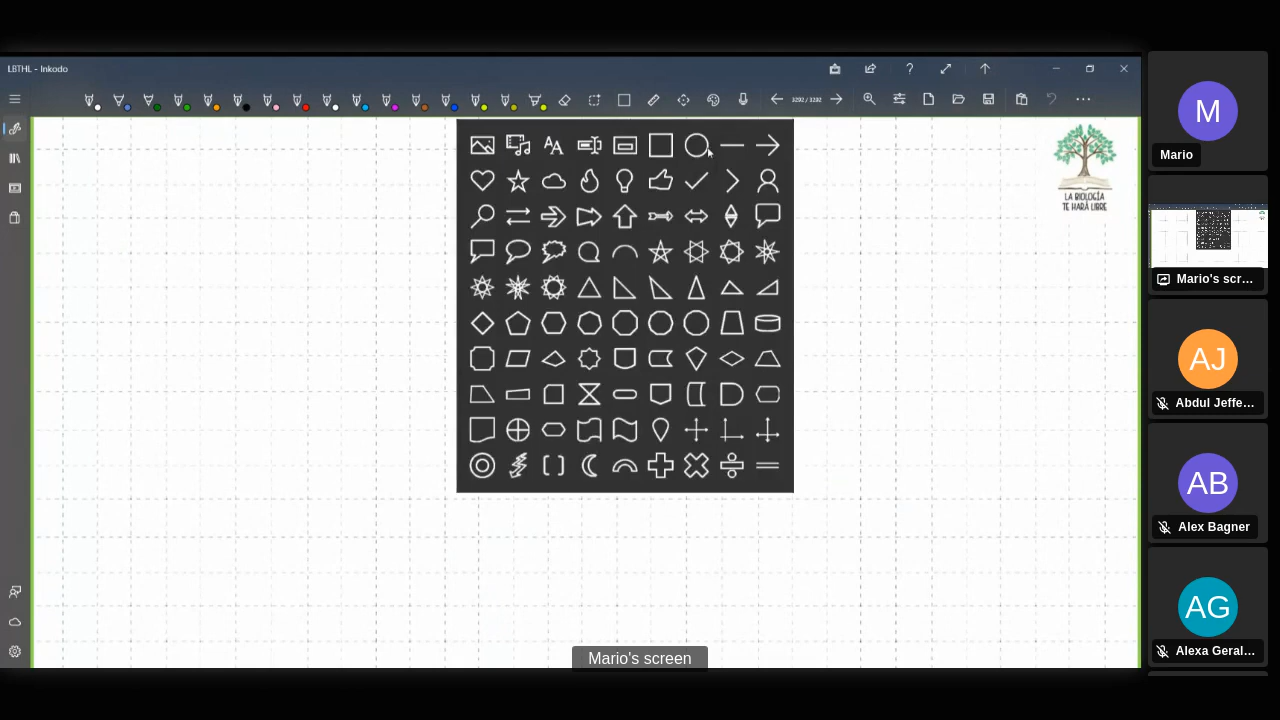 LBTHL - Inkodo
3292 / 3292
LA BIOLOGÍA
TE HARÁ LIBRE
M
Mario
Mario's scr...
AJ
Abdul Jeffe...
AB
Alex Bagner
AG
Alexa Geral...
Mario's screen